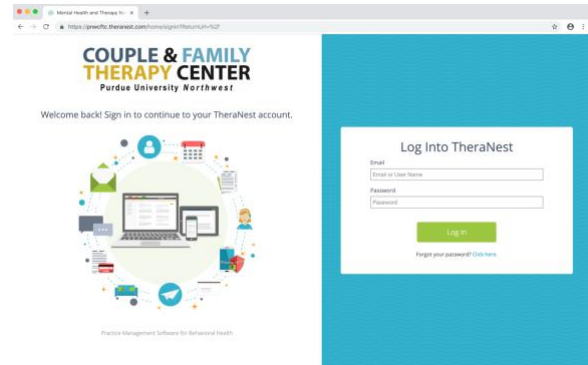 Mental Health and Therapy
https://pnwcftc.theranest.com/home/signin?ReturnUrl=%2F
COUPLE & FAMILY
THERAPY CENTER
Purdue University Northwest
Welcome back! Sign in to continue to your TheraNest account.
Practice Management Software for Behavioral Health
Log Into TheraNest
Email
Email or User Name
Password
Password
Log In
Forgot your password? Click here.